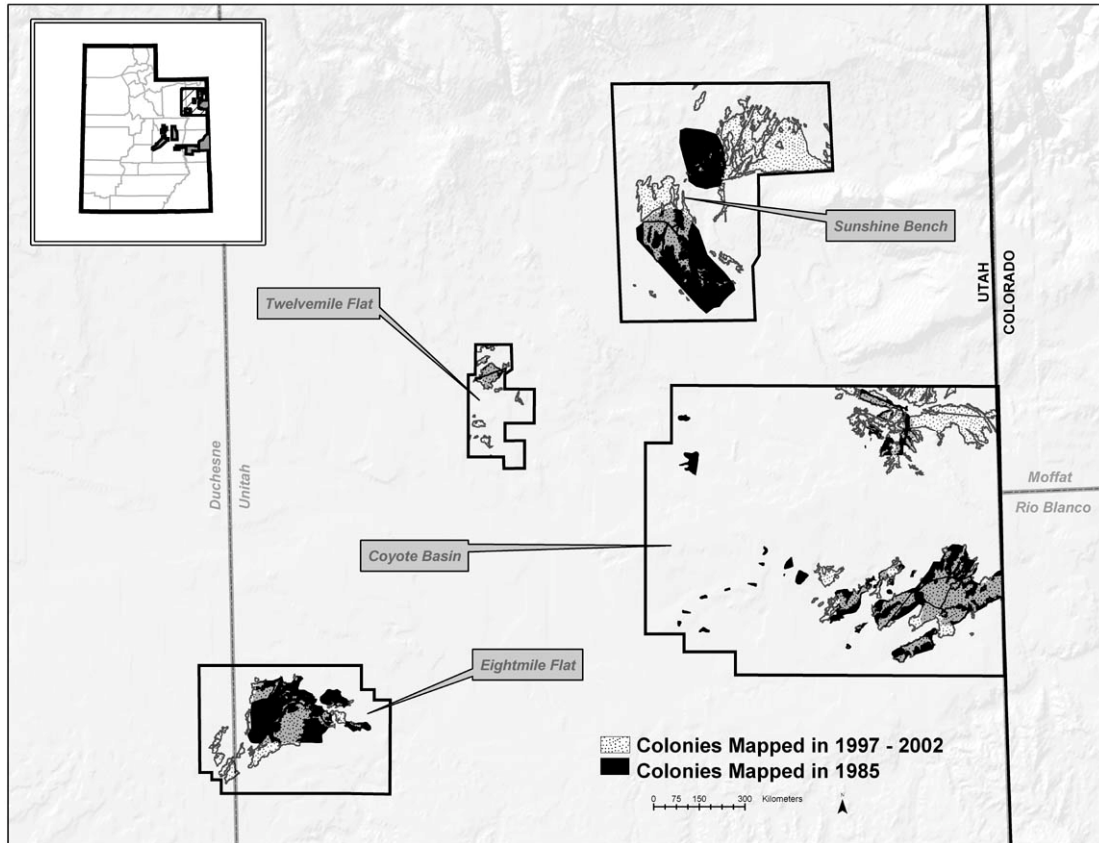 Sunshine Bench
UTAH
COLORADO
Twelvemile Flat
Duchesne
Unitah
Moffat
Rio Blanco
Coyote Basin
Eightmile Flat
Colonies Mapped in 1997 - 2002
Colonies Mapped in 1985
0 75 150 300 Kilometers
N